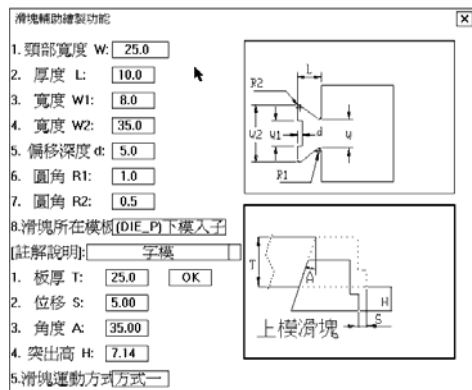 滑塊輔助繪製功能
1. 頸部寬度 W: 25.0
2. 厚度 L: 10.0
3. 寬度 W1: 8.0
4. 寬度 W2: 35.0
5. 偏移深度 d: 5.0
6. 圓角 R1: 1.0
7. 圓角 R2: 0.5
8.滑塊所在模板 (DIE_P)下模入子
[註解說明]: 字模
1. 板厚 T: 25.0 OK
2. 位移 S: 5.00
3. 角度 A: 35.00
4. 突出高 H: 7.14
5.滑塊運動方式 方式一
L
R2
W2 W1 d W
R1
T A H
S
上模滑塊